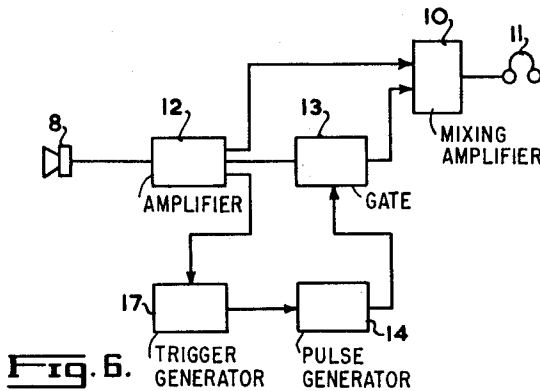 10
11
MIXING
AMPLIFIER
8
12
AMPLIFIER
13
GATE
17
TRIGGER
GENERATOR
14
PULSE
GENERATOR
Fig. 6.